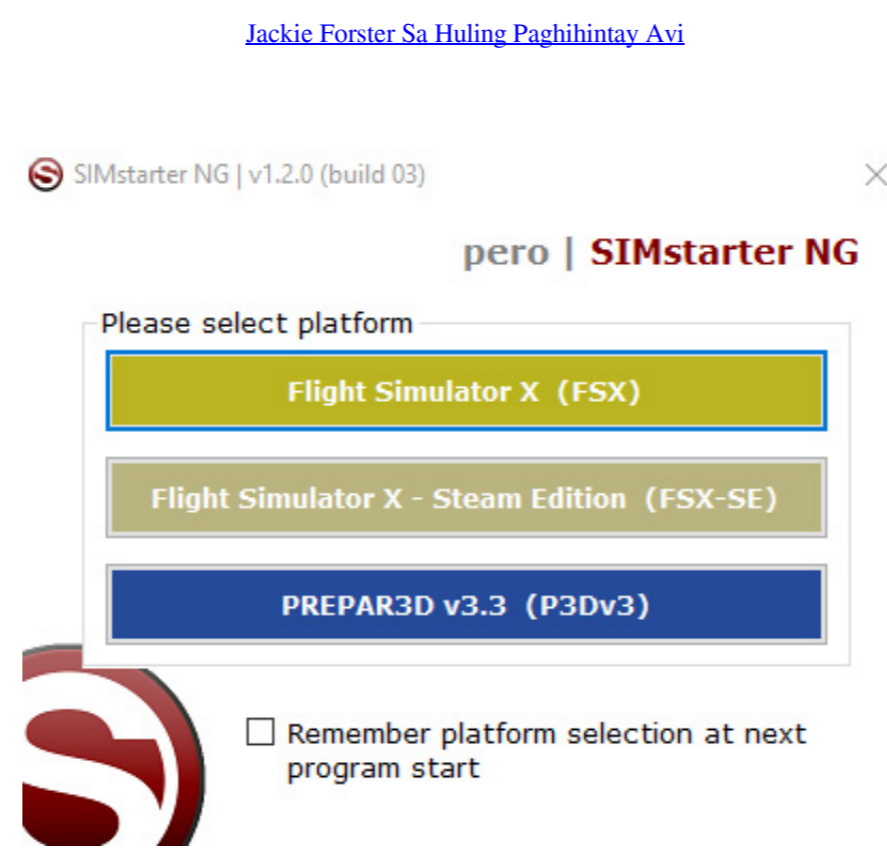 Jackie Forster Sa Huling Paghihintay Avi
SIMstarter NG | v1.2.0 (build 03)
pero | SIMstarter NG
Please select platform
Flight Simulator X (FSX)
Flight Simulator X - Steam Edition (FSX-SE)
PREPAR3D v3.3 (P3Dv3)
Remember platform selection at next
program start